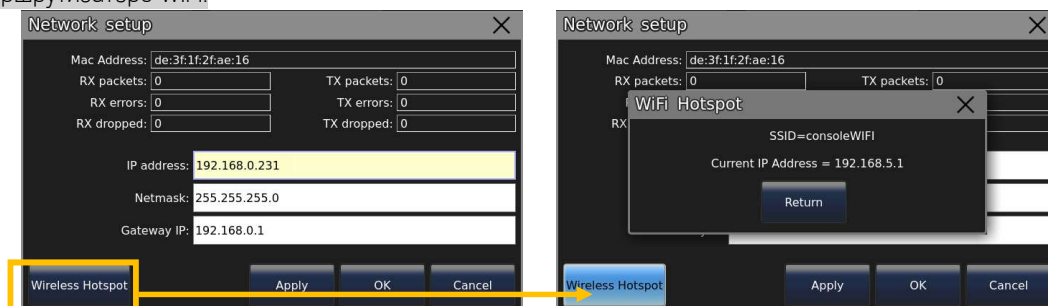 Network setup
Mac Address: de:3f:1f:2f:ae:16
RX packets: 0 TX packets: 0
RX errors: 0 TX errors: 0
RX dropped: 0 TX dropped: 0
IP address: 192.168.0.231
Netmask: 255.255.255.0
Gateway IP: 192.168.0.1
Wireless Hotspot Apply OK Cancel
Network setup
Mac Address: de:3f:1f:2f:ae:16
RX packets: 0 TX packets: 0
WiFi Hotspot
RX
SSID=consoleWIFI
Current IP Address = 192.168.5.1
Return
Wireless Hotspot Apply OK Cancel